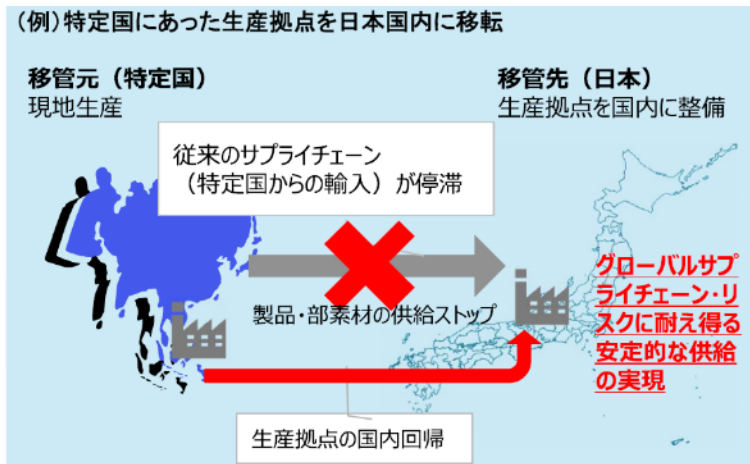 (例)特定国にあった生産拠点を日本国内に移転
移管元(特定国)
現地生産
移管先(日本)
生産拠点を国内に整備
従来のサプライチェーン
(特定国からの輸入)が停滞
製品・部素材の供給ストップ
グローバルサプ
ライチェーン・リ
スクに耐え得る
安定的な供給
の実現
生産拠点の国内回帰